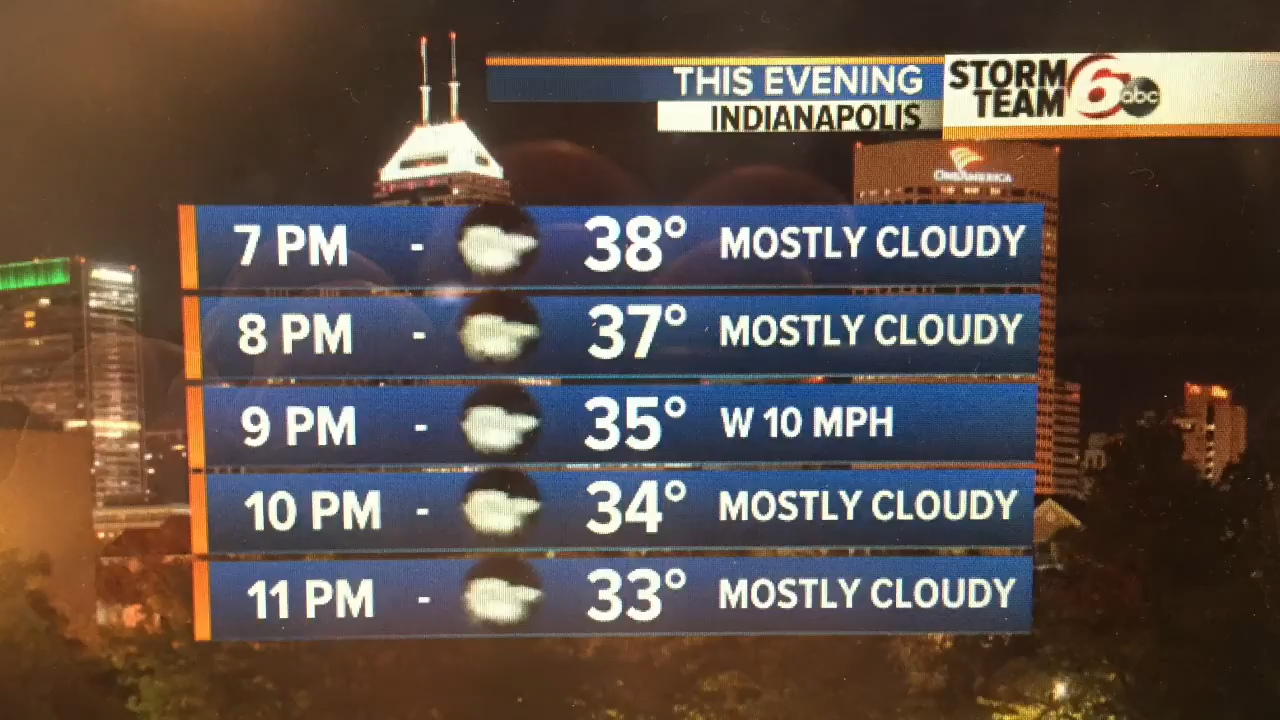 THIS EVENING
INDIANAPOLIS
STORM
TEAM 6 abc
ONEAMERICA
7 PM - 38° MOSTLY CLOUDY
8 PM - 37° MOSTLY CLOUDY
9 PM - 35° W 10 MPH
10 PM - 34° MOSTLY CLOUDY
11 PM - 33° MOSTLY CLOUDY